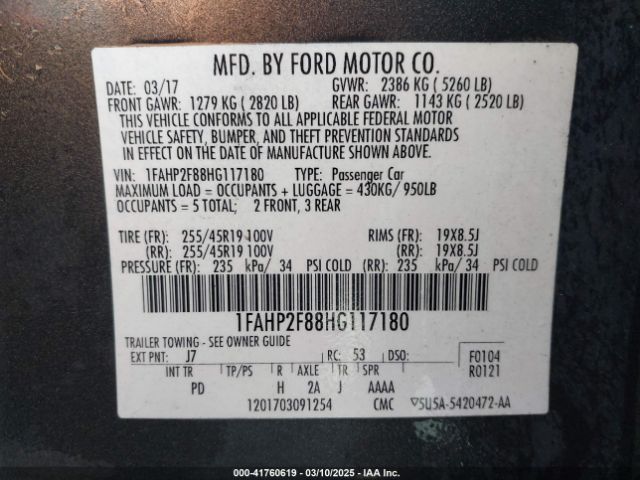 MFD. BY FORD MOTOR CO.
DATE: 03/17 GVWR: 2386 KG ( 5260 LB)
FRONT GAWR: 1279 KG ( 2820 LB) REAR GAWR: 1143 KG ( 2520 LB)
THIS VEHICLE CONFORMS TO ALL APPLICABLE FEDERAL MOTOR
VEHICLE SAFETY, BUMPER, AND THEFT PREVENTION STANDARDS
IN EFFECT ON THE DATE OF MANUFACTURE SHOWN ABOVE.
VIN: 1FAHP2F88HG117180 TYPE: Passenger Car
MAXIMUM LOAD = OCCUPANTS + LUGGAGE = 430KG/ 950LB
OCCUPANTS = 5 TOTAL; 2 FRONT, 3 REAR
TIRE (FR): 255/45R19 100V RIMS (FR): 19X8.5J
(RR): 255/45R19 100V (RR): 19X8.5J
PRESSURE (FR): 235 kPa/ 34 PSI COLD (RR): 235 kPa/ 34 PSI COLD
1FAHP2F88HG117180
TRAILER TOWING - SEE OWNER GUIDE
EXT PNT: J7 RC: 53 DSO: F0104
INT TR TP/PS R AXLE TR SPR R0121
PD H 2A J AAAA
1201703091254 CMC ▽5U5A-5420472-AA
000-41760619 - 03/10/2025 - IAA Inc.